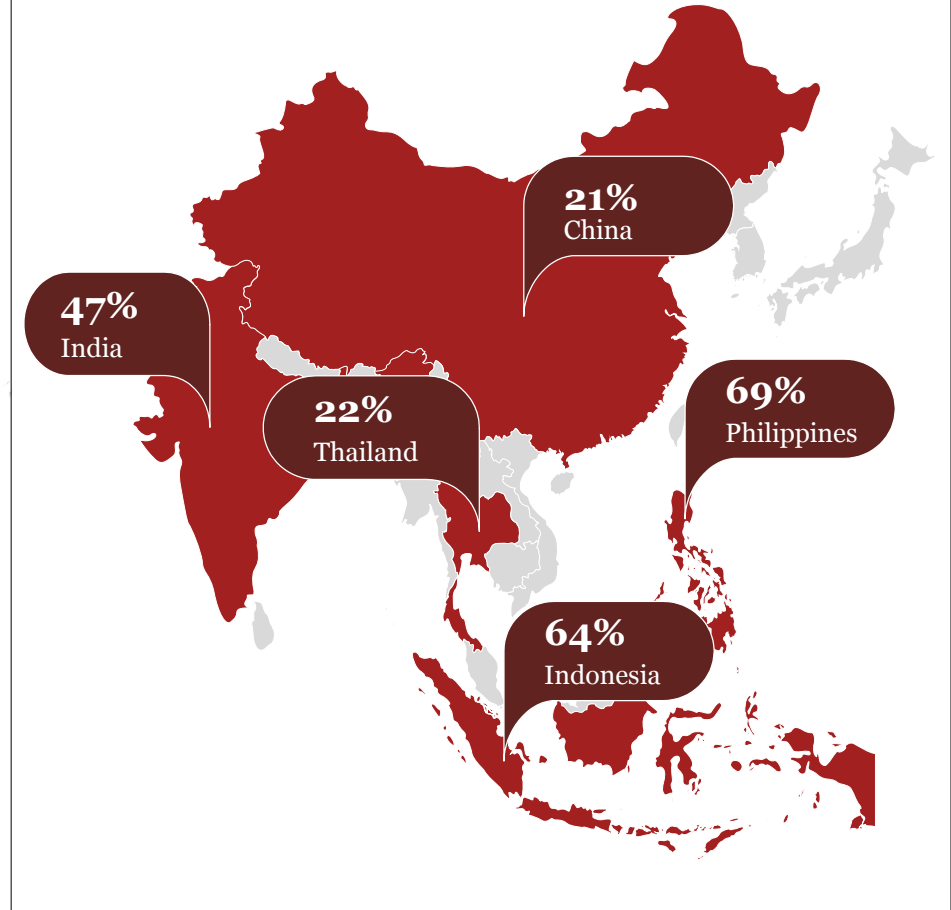 21%
China
47%
India
22%
Thailand
69%
Philippines
64%
Indonesia